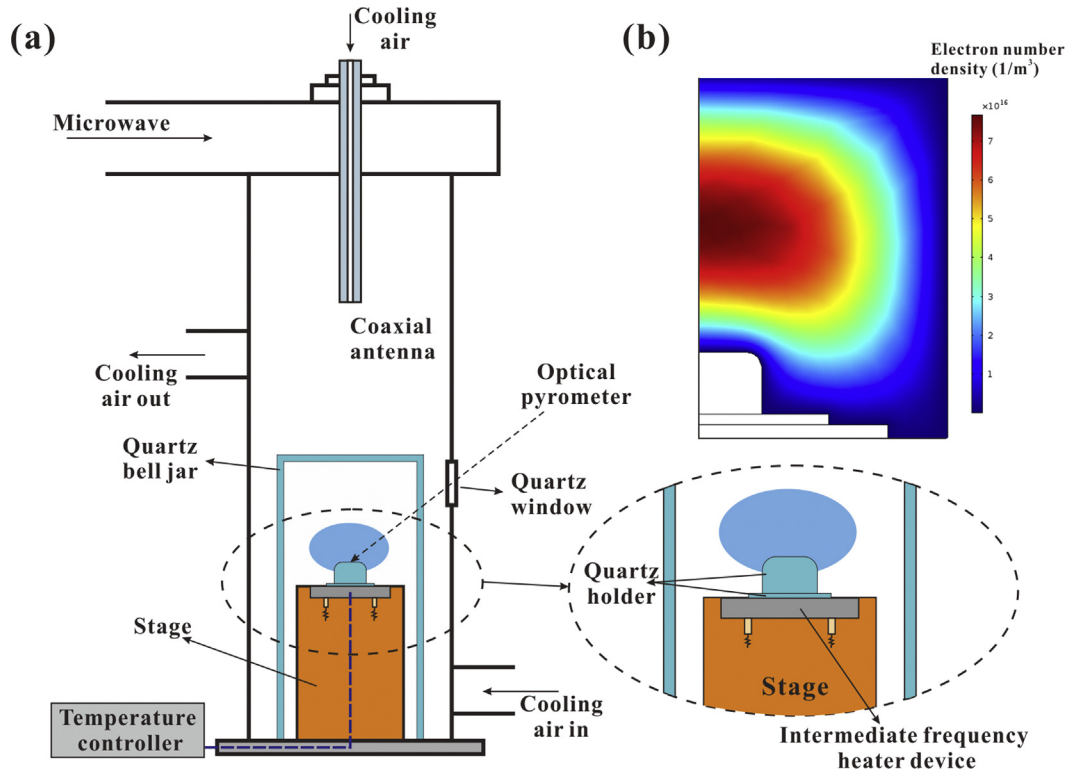 (a)
Cooling
air
Microwave
Coaxial
antenna
Cooling
air out
Optical
pyrometer
Quartz
bell jar
Quartz
window
Stage
Cooling
air in
Temperature
controller
(b)
Electron number
density (1/m³)
×10¹⁶
7
6
5
4
3
2
1
Quartz
holder
Stage
Intermediate frequency
heater device